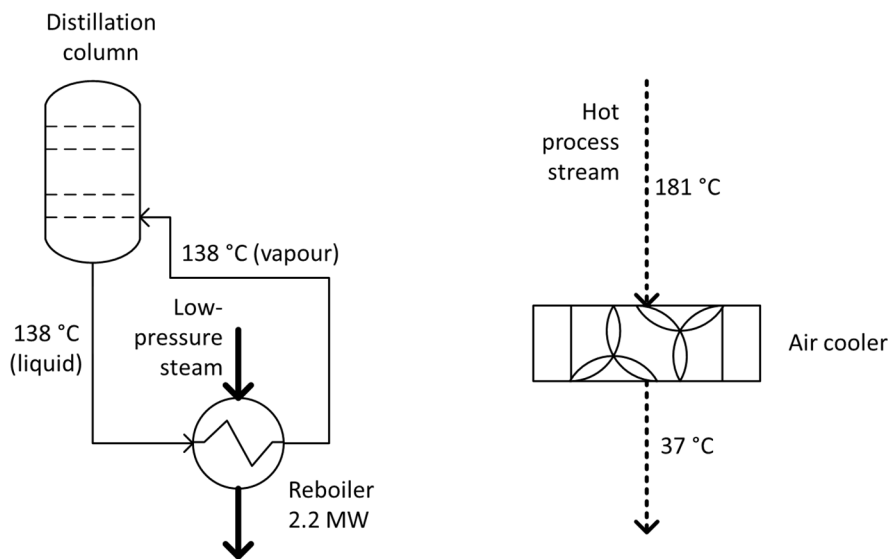 Distillation
column
138 °C (vapour)
Low-
pressure
steam
138 °C
(liquid)
Reboiler
2.2 MW
Hot
process
stream
181 °C
Air cooler
37 °C